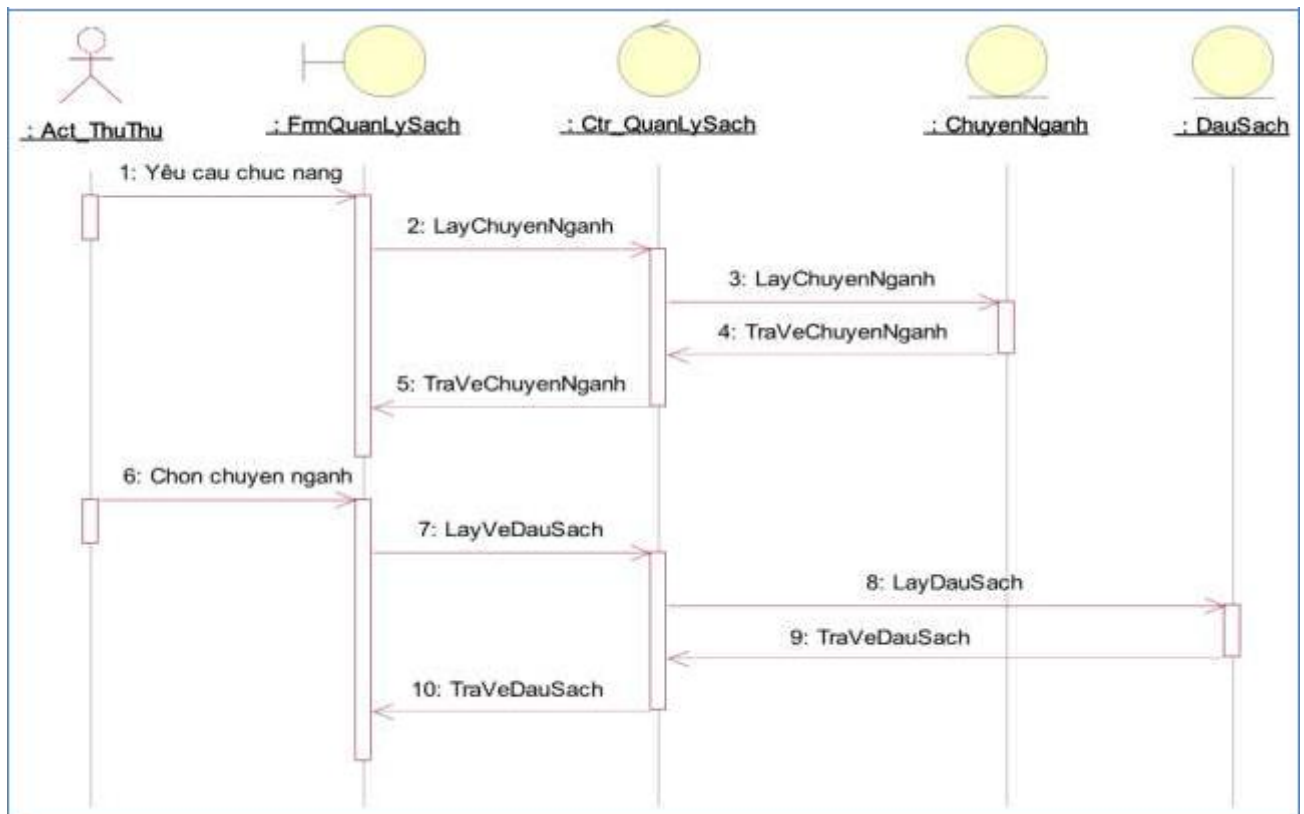 : Act_ThuThu
: FrmQuanLySach
: Ctr_QuanLySach
: ChuyenNganh
: DauSach
1: Yêu cau chuc nang
2: LayChuyenNganh
3: LayChuyenNganh
4: TraVeChuyenNganh
5: TraVeChuyenNganh
6: Chon chuyen nganh
7: LayVeDauSach
8: LayDauSach
9: TraVeDauSach
10: TraVeDauSach